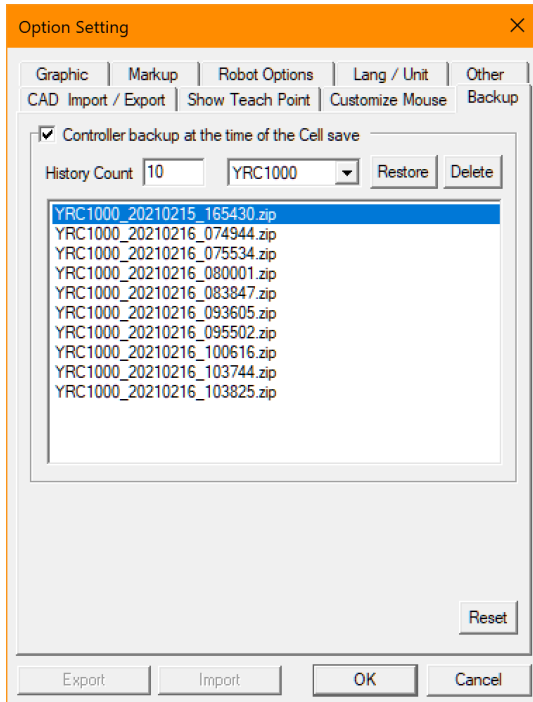 Option Setting
Graphic Markup Robot Options Lang / Unit Other
CAD Import / Export Show Teach Point Customize Mouse Backup
Controller backup at the time of the Cell save
History Count 10 YRC1000 Restore Delete
YRC1000_20210215_165430.zip
YRC1000_20210216_074944.zip
YRC1000_20210216_075534.zip
YRC1000_20210216_080001.zip
YRC1000_20210216_083847.zip
YRC1000_20210216_093605.zip
YRC1000_20210216_095502.zip
YRC1000_20210216_100616.zip
YRC1000_20210216_103744.zip
YRC1000_20210216_103825.zip
Reset
Export Import OK Cancel